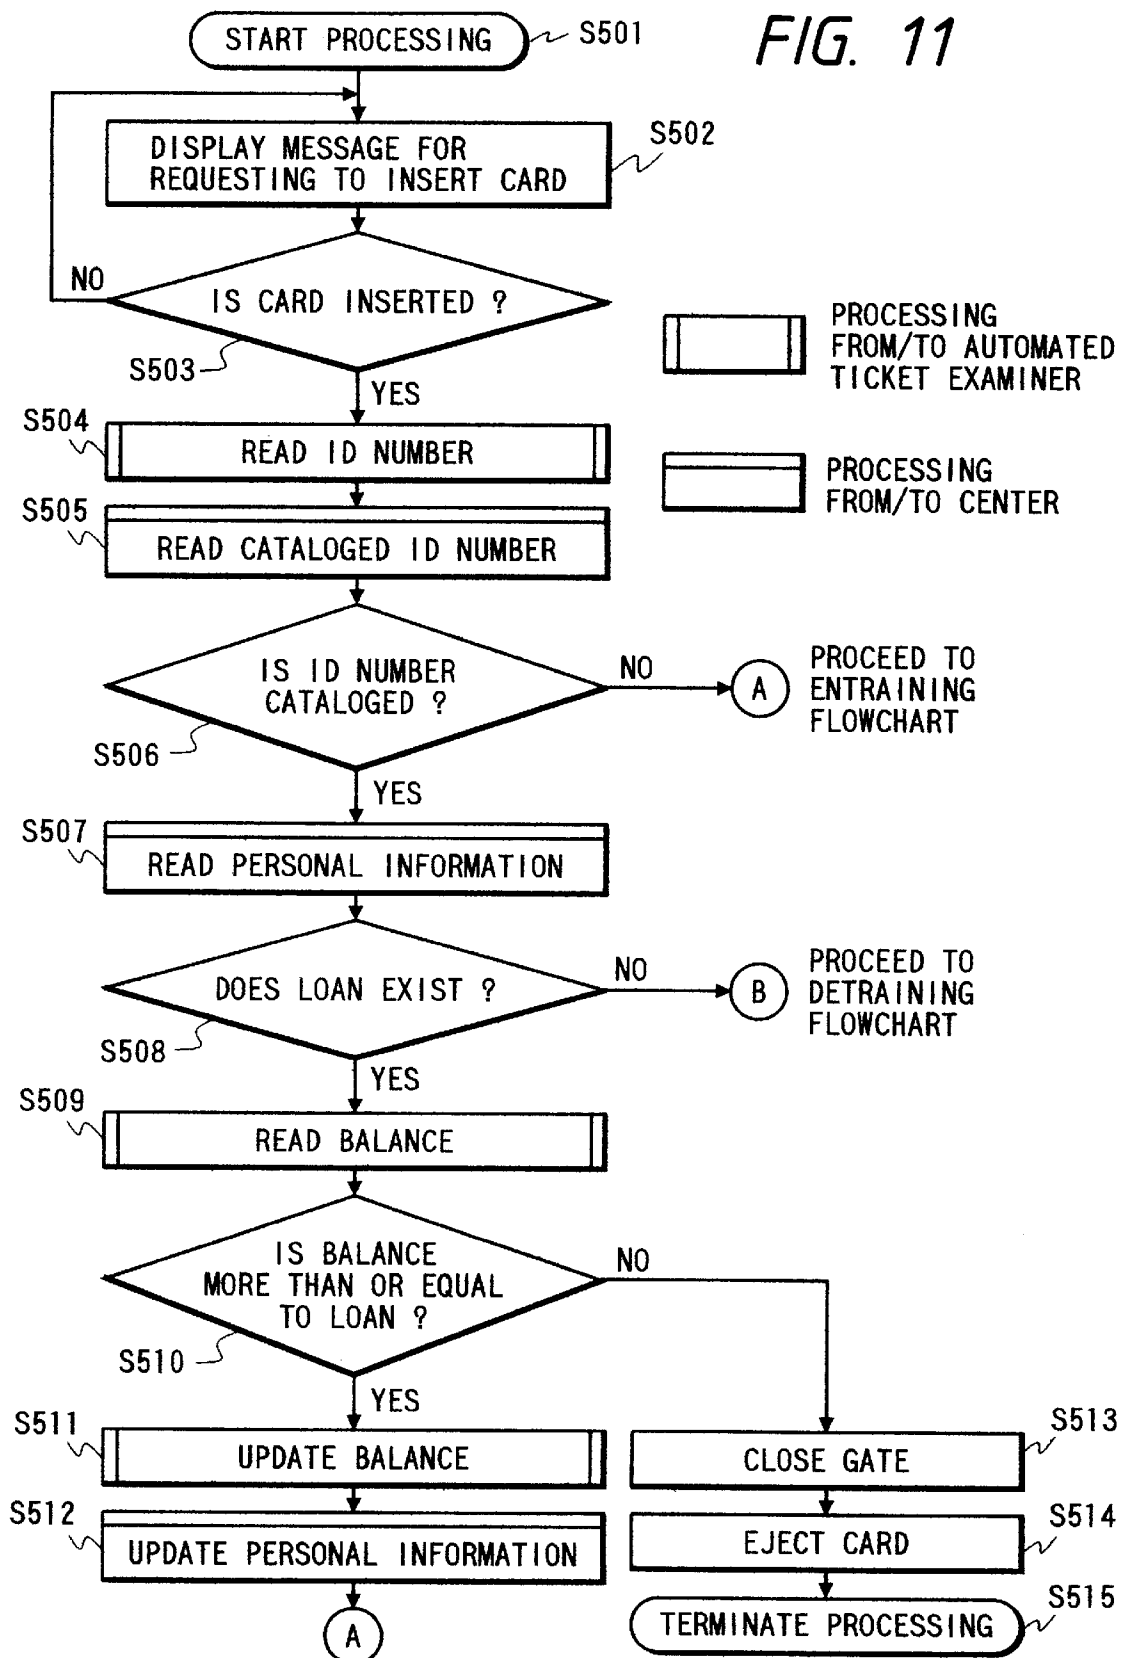 FIG. 11
START PROCESSING
S501
DISPLAY MESSAGE FOR
REQUESTING TO INSERT CARD
S502
NO
IS CARD INSERTED ?
S503
YES
PROCESSING
FROM/TO AUTOMATED
TICKET EXAMINER
S504
READ ID NUMBER
PROCESSING
FROM/TO CENTER
S505
READ CATALOGED ID NUMBER
IS ID NUMBER
CATALOGED ?
NO
A
PROCEED TO
ENTRAINING
FLOWCHART
S506
YES
S507
READ PERSONAL INFORMATION
DOES LOAN EXIST ?
NO
B
PROCEED TO
DETRAINING
FLOWCHART
S508
YES
S509
READ BALANCE
IS BALANCE
MORE THAN OR EQUAL
TO LOAN ?
NO
S510
YES
S511
UPDATE BALANCE
S513
CLOSE GATE
S512
UPDATE PERSONAL INFORMATION
S514
EJECT CARD
A
S515
TERMINATE PROCESSING